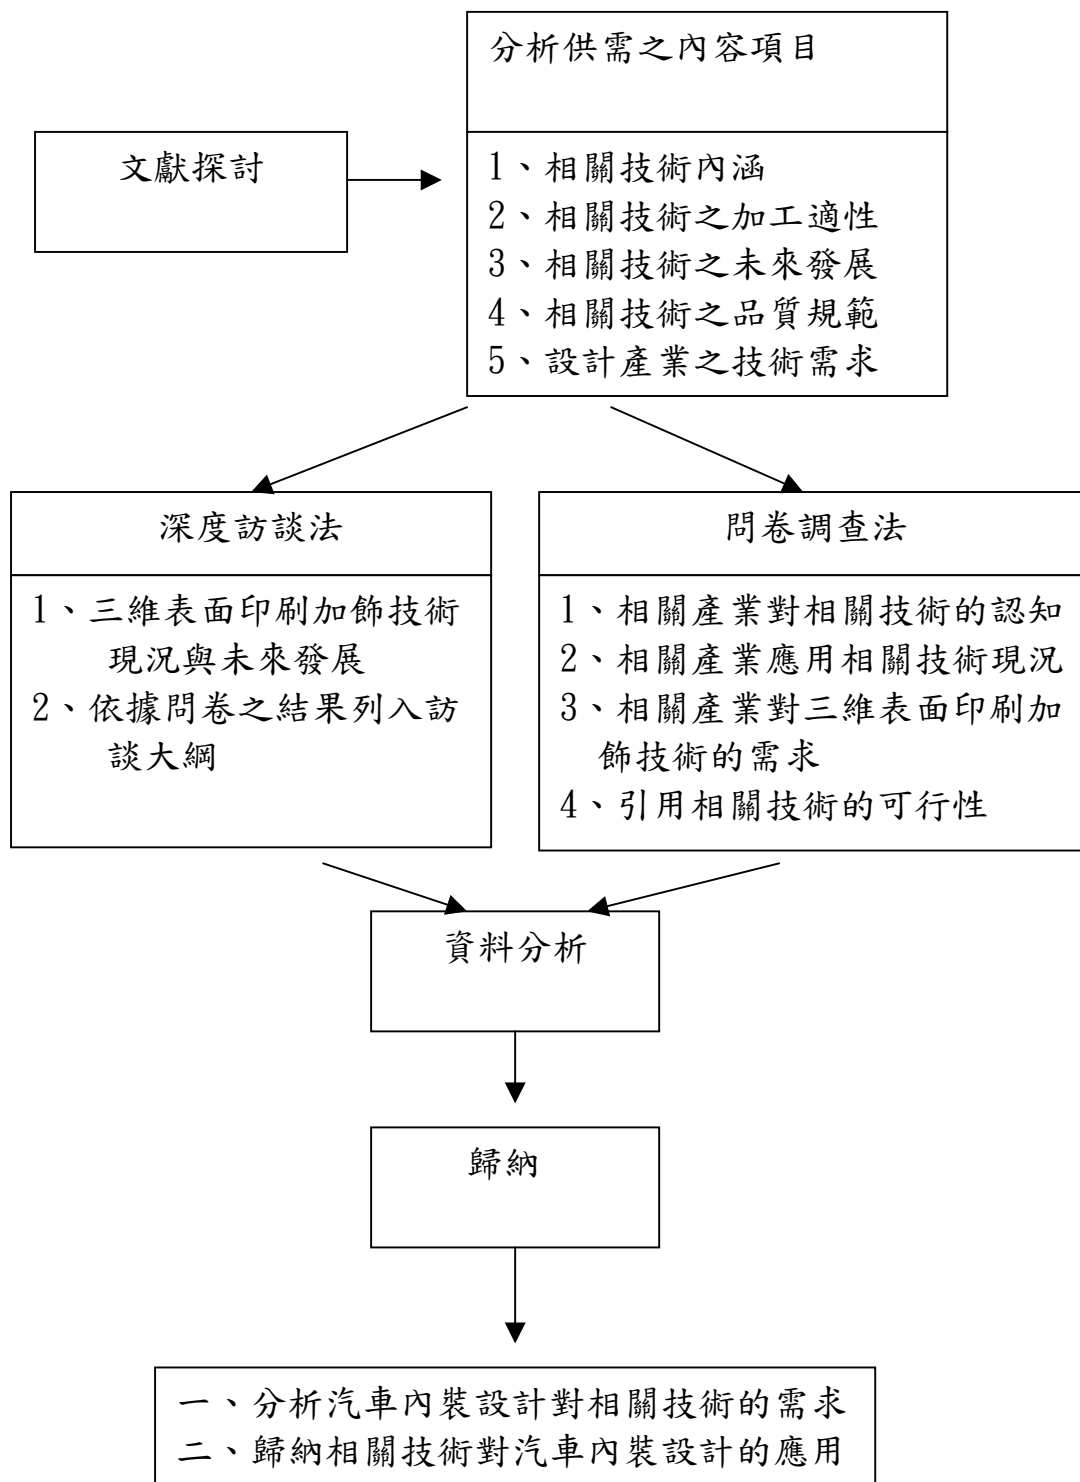 分析供需之內容項目
文獻探討
1、相關技術內涵
2、相關技術之加工適性
3、相關技術之未來發展
4、相關技術之品質規範
5、設計產業之技術需求
深度訪談法
1、三維表面印刷加飾技術
現況與未來發展
2、依據問卷之結果列入訪
談大綱
問卷調查法
1、相關產業對相關技術的認知
2、相關產業應用相關技術現況
3、相關產業對三維表面印刷加
飾技術的需求
4、引用相關技術的可行性
資料分析
歸納
一、分析汽車內裝設計對相關技術的需求
二、歸納相關技術對汽車內裝設計的應用